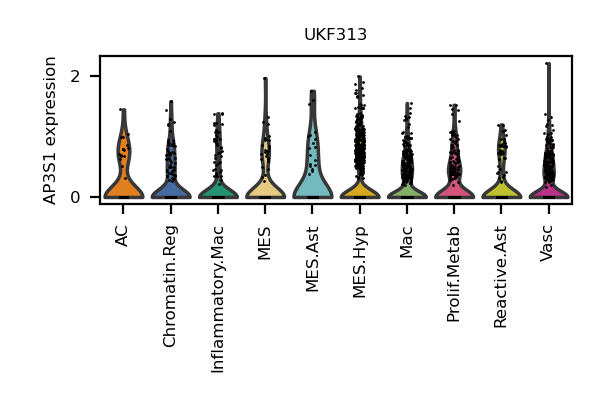 UKF313
AP3S1 expression
2
0
AC
Chromatin.Reg
Inflammatory.Mac
MES
MES.Ast
MES.Hyp
Mac
Prolif.Metab
Reactive.Ast
Vasc